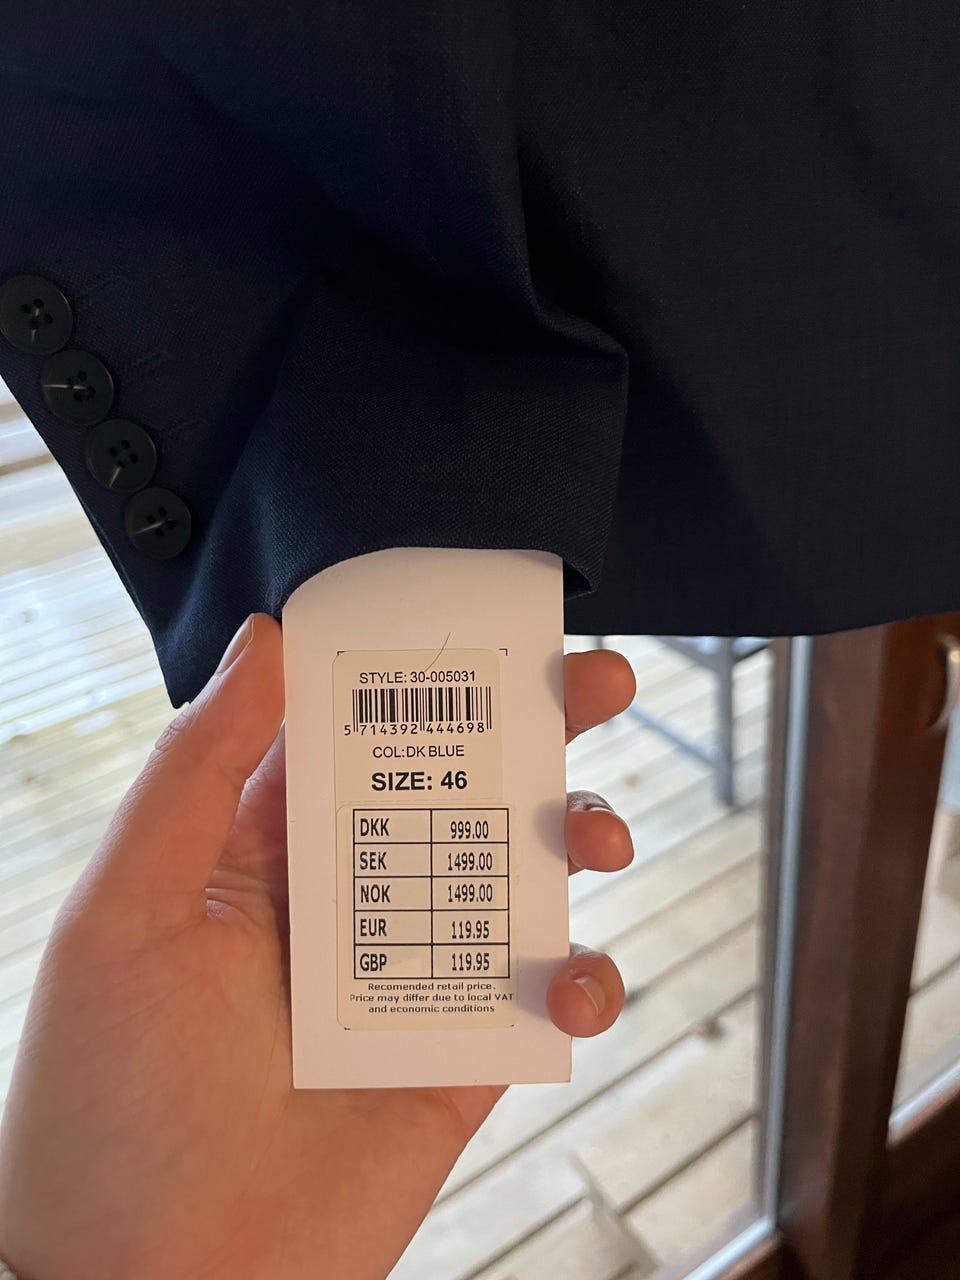 STYLE: 30-005031
5 714392 444698
COL:DK BLUE
SIZE: 46
DKK 999.00
SEK 1499.00
NOK 1499.00
EUR 119.95
GBP 119.95
Recomended retail price.
Price may differ due to local VAT
and economic conditions